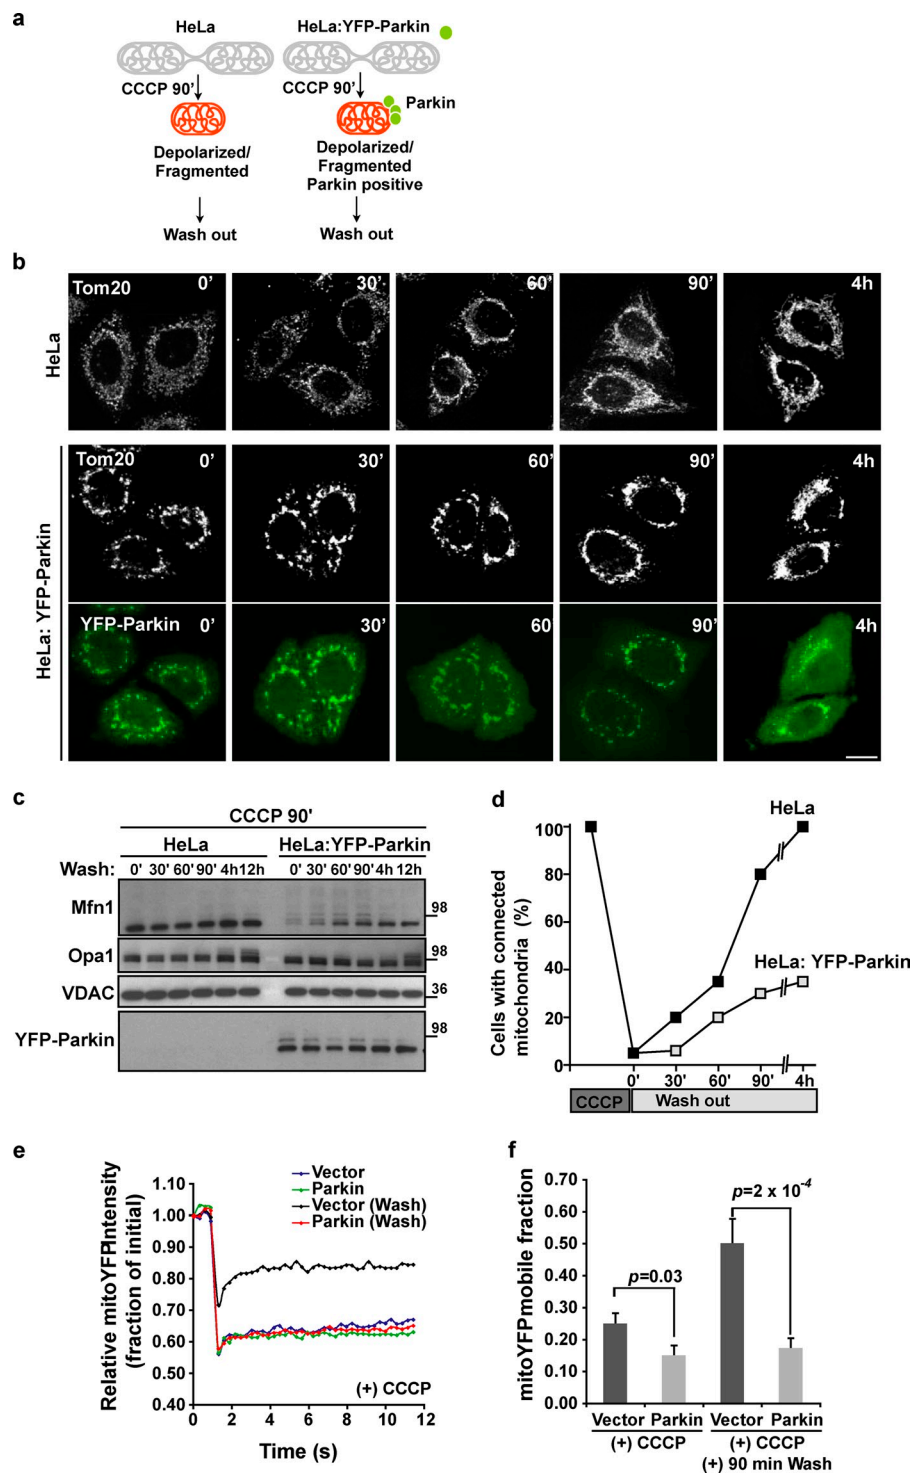 a
HeLa
HeLa:YFP-Parkin
CCCP 90'
CCCP 90'
Parkin
Depolarized/
Fragmented
Depolarized/
Fragmented
Parkin positive
Wash out
Wash out
b
HeLa
Tom20 0' 30' 60' 90' 4h
HeLa: YFP-Parkin
Tom20 0' 30' 60' 90' 4h
YFP-Parkin 0' 30' 60 90' 4h
c
CCCP 90'
HeLa HeLa:YFP-Parkin
Wash: 0' 30' 60' 90' 4h 12h 0' 30' 60' 90' 4h 12h
Mfn1 98
Opa1 98
VDAC 36
YFP-Parkin 98
d
HeLa
HeLa: YFP-Parkin
Cells with connected
mitochondria (%)
100
80
60
40
20
0
0' 30' 60' 90' 4h
CCCP Wash out
e
Vector
Parkin
Vector (Wash)
Parkin (Wash)
Relative mitoYFPIntensity
(fraction of initial)
1.10
1.00
0.90
0.80
0.70
0.60
0.50
0.40
(+) CCCP
0 2 4 6 8 10 12
Time (s)
f
mitoYFPmobile fraction
0.70
0.60
0.50
0.40
0.30
0.20
0.10
0.00
p=0.03
p=2 x 10⁻⁴
Vector Parkin Vector Parkin
(+) CCCP (+) CCCP
(+) 90 min Wash